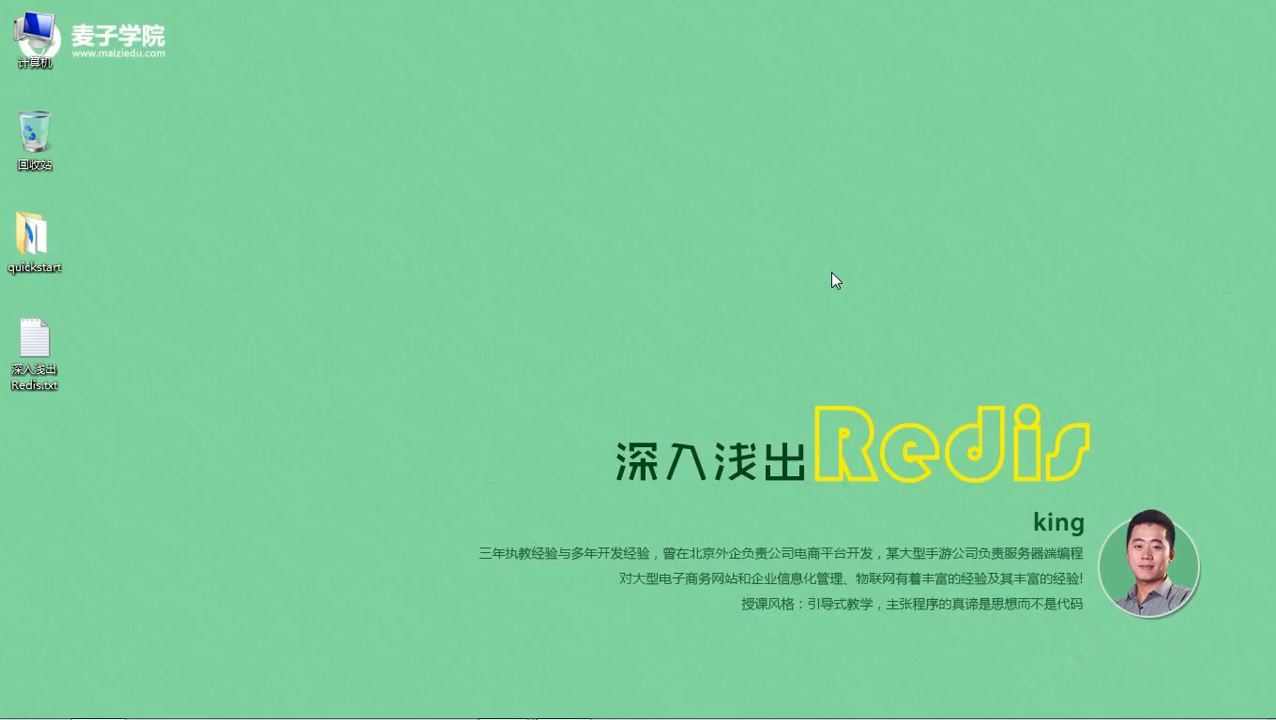 麦子学院
www.maiziedu.com
计算机
回收站
quickstart
深入浅出
Redis.txt
深入浅出Redis
king
三年执教经验与多年开发经验，曾在北京外企负责公司电商平台开发，某大型手游公司负责服务器端编程
对大型电子商务网站和企业信息化管理、物联网有着丰富的经验及其丰富的经验!
授课风格：引导式教学，主张程序的真谛是思想而不是代码